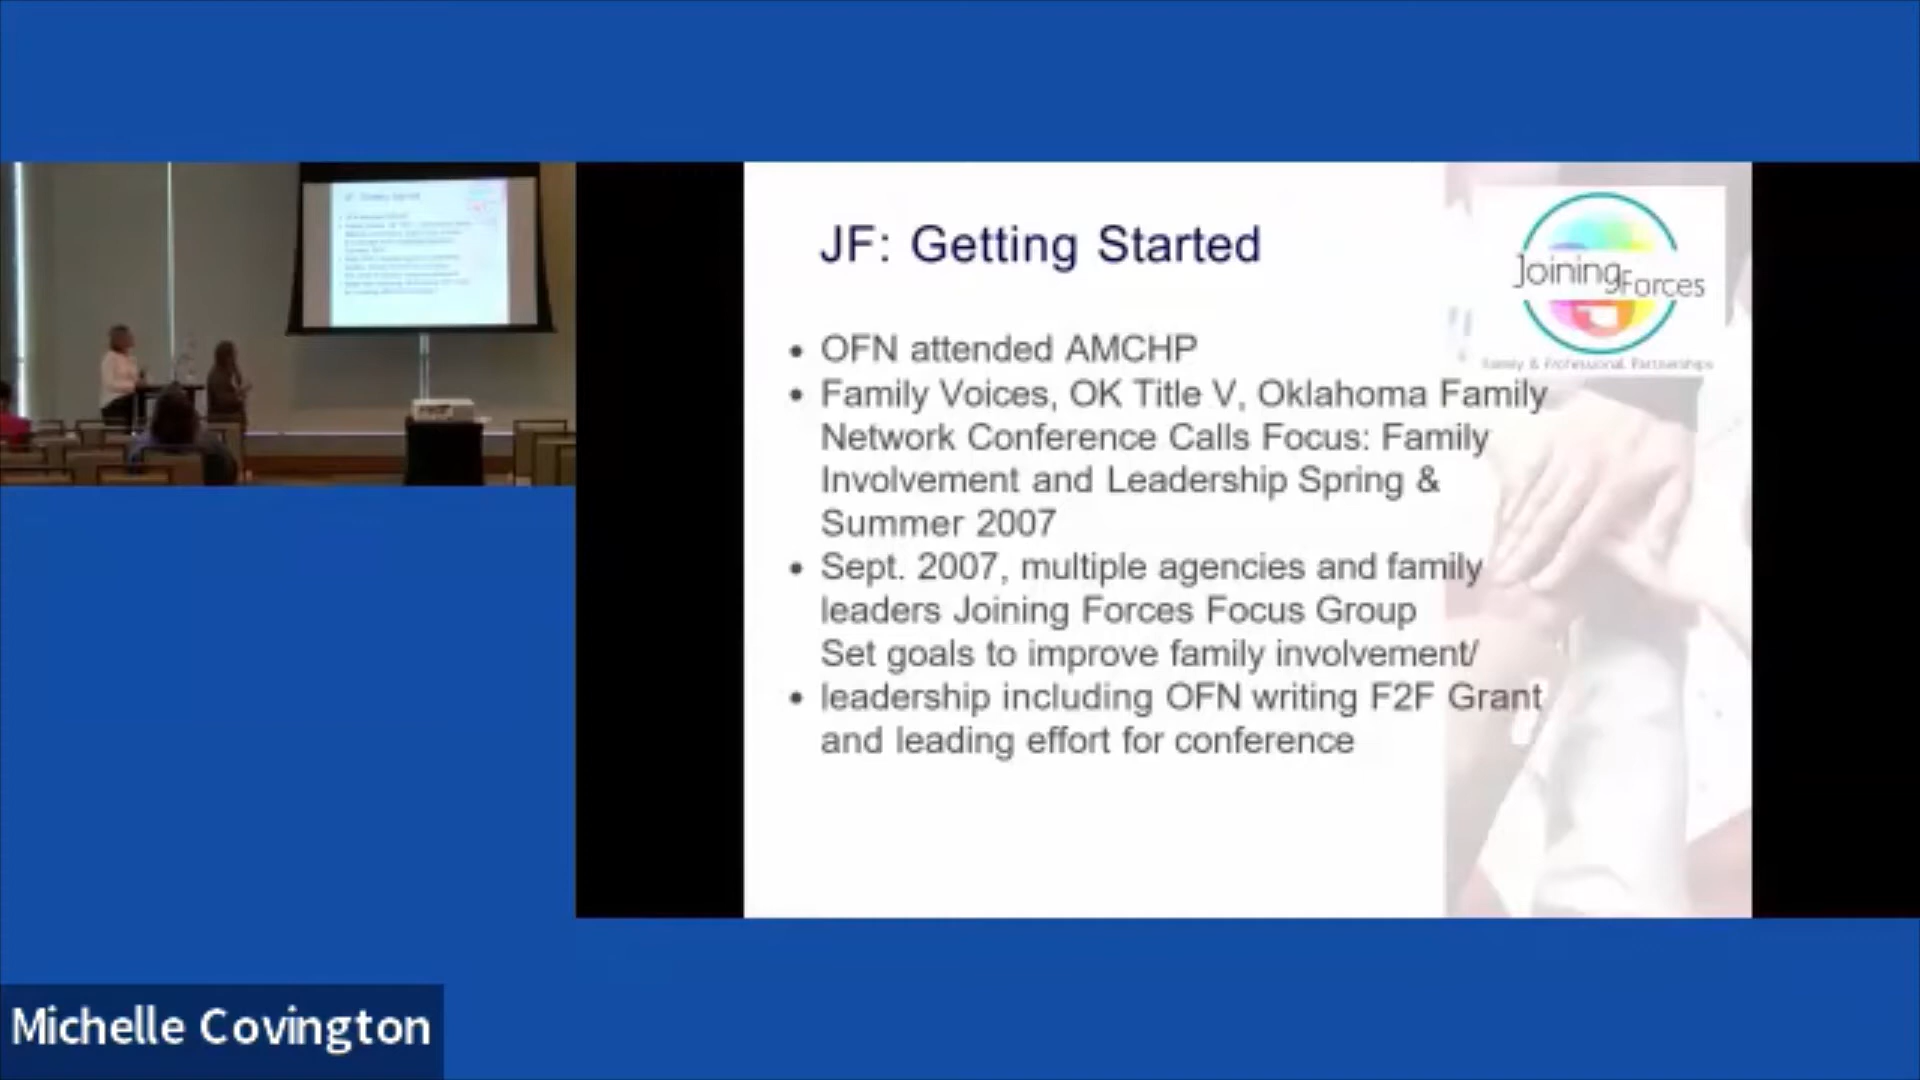 JF: Getting Started
Joining Forces
Family & Professional Partnerships
• OFN attended AMCHP
• Family Voices, OK Title V, Oklahoma Family
Network Conference Calls Focus: Family
Involvement and Leadership Spring &
Summer 2007
• Sept. 2007, multiple agencies and family
leaders Joining Forces Focus Group
Set goals to improve family involvement/
• leadership including OFN writing F2F Grant
and leading effort for conference
Michelle Covington